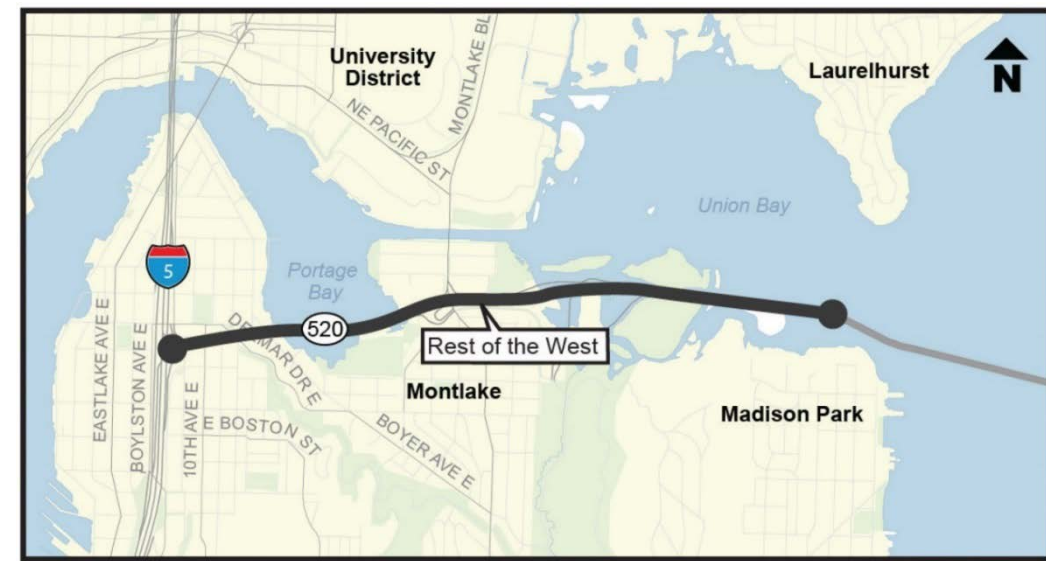 University
District
MONTLAKE BL
Laurelhurst
N
NE PACIFIC ST
Union Bay
5
Portage
Bay
520
Rest of the West
EASTLAKE AVE E
BOYLSTON AVE E
10TH AVE E
DELMAR DR E
E BOSTON ST
BOYER AVE E
Montlake
Madison Park